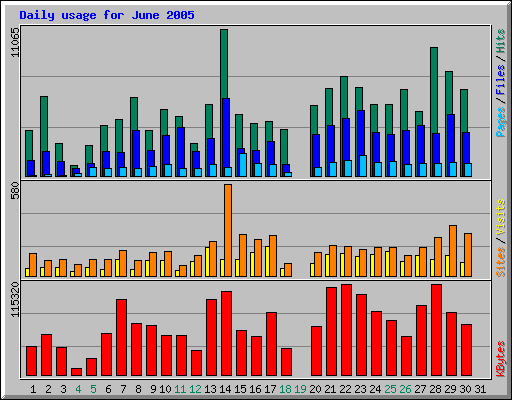 Daily usage for June 2005
11065
Pages / Files / Hits
580
Sites / Visits
115320
KBytes
1 2 3 4 5 6 7 8 9 10 11 12 13 14 15 16 17 18 19 20 21 22 23 24 25 26 27 28 29 30 31